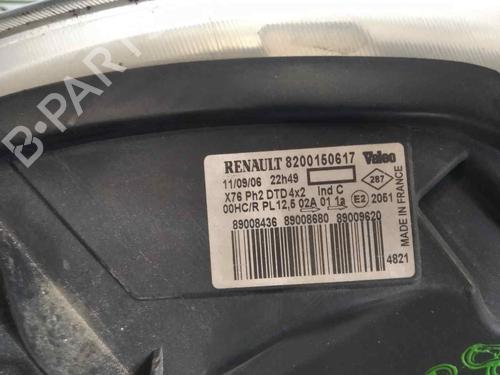 B-PARTS
RENAULT 8200150617 Valeo
11/09/06 22h49 287
X76 Ph2 DTD 4x2 Ind C
00HC/R PL12,5 02A 01 1a E2 2051
89008436 89008680 89009620
4821
MADE IN FRANCE